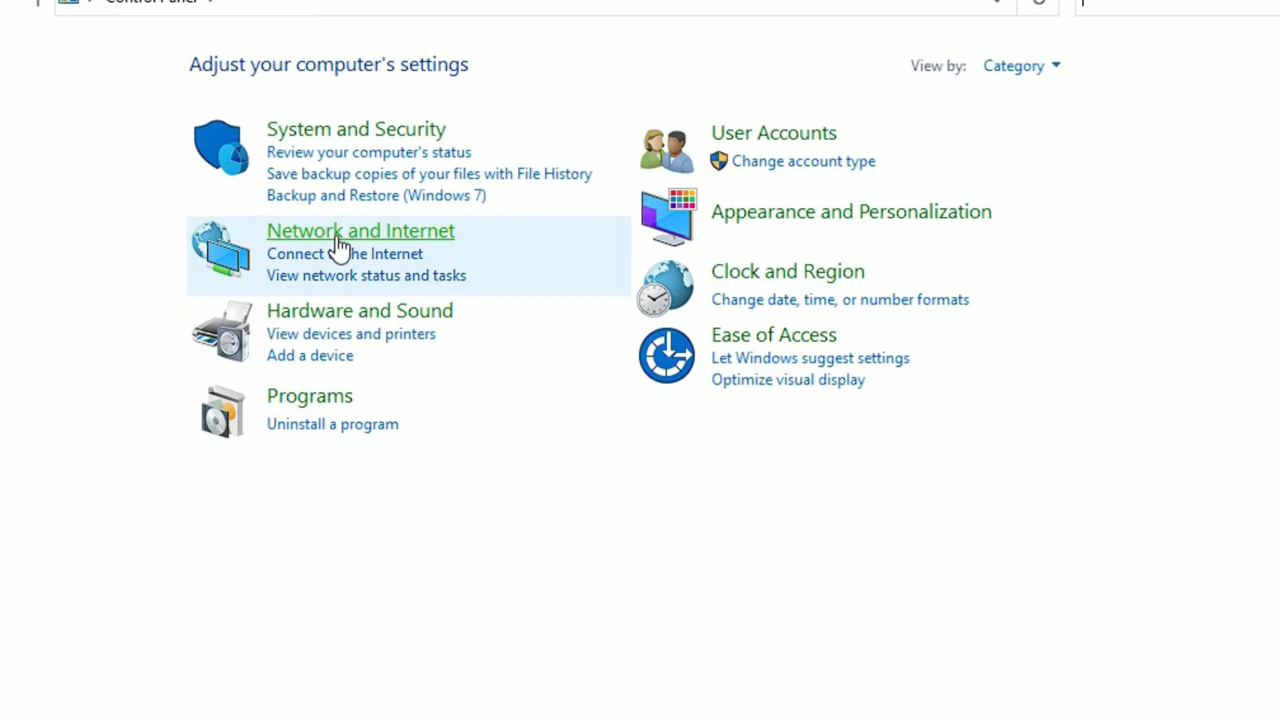 Control Panel
Adjust your computer's settings
View by: Category
System and Security
Review your computer's status
Save backup copies of your files with File History
Backup and Restore (Windows 7)
Network and Internet
Connect the Internet
View network status and tasks
Hardware and Sound
View devices and printers
Add a device
Programs
Uninstall a program
User Accounts
Change account type
Appearance and Personalization
Clock and Region
Change date, time, or number formats
Ease of Access
Let Windows suggest settings
Optimize visual display